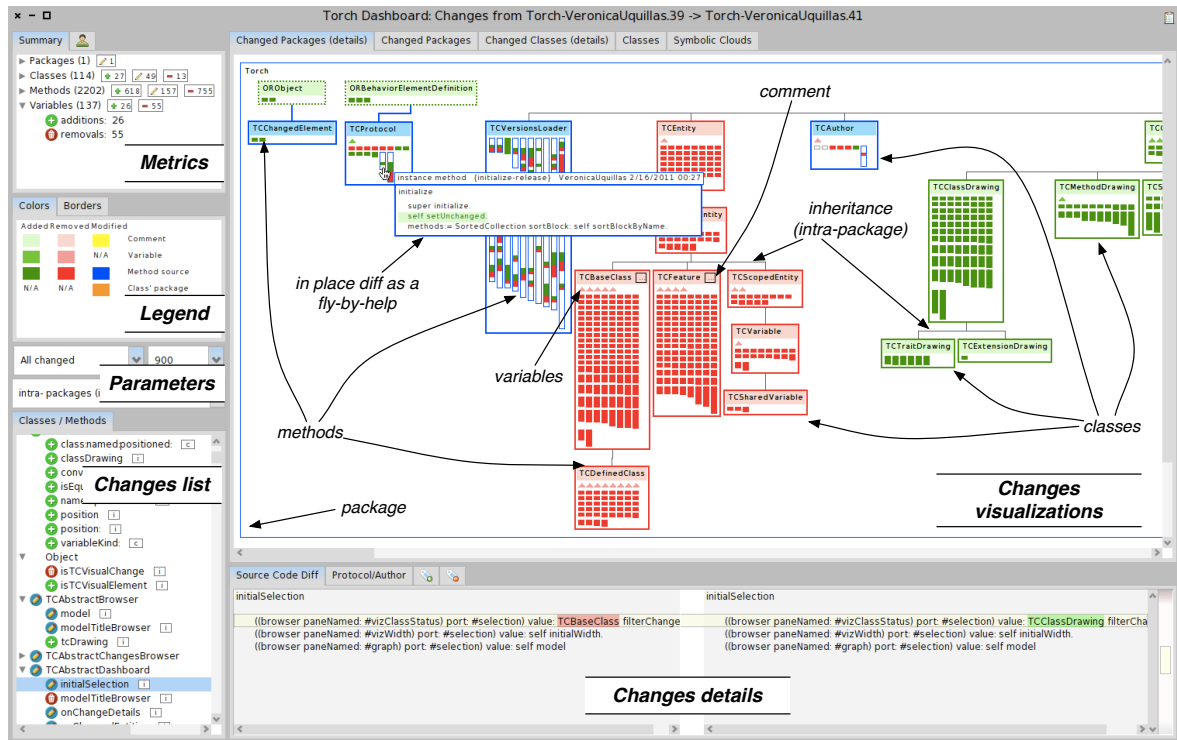 Torch Dashboard: Changes from Torch-VeronicaUquillas.39 -> Torch-VeronicaUquillas.41
Summary
Packages (1) 1
Classes (114) 27 49 13
Methods (2202) 618 157 755
Variables (137) 26 55
additions: 26
removals: 55
Metrics
Colors Borders
Added Removed Modified
Comment
N/A Variable
Method source
N/A N/A Class' package
Legend
All changed 900
Parameters
intra- packages (i
Classes / Methods
class:named:positioned: c
classDrawing i
conv
isEqu
name
Changes list
position i
position: i
variableKind: c
Object
isTCVisualChange i
isTCVisualElement i
TCAbstractBrowser
model i
modelTitleBrowser i
tcDrawing i
TCAbstractChangesBrowser
TCAbstractDashboard
initialSelection i
modelTitleBrowser i
onChangeDetails i
Changed Packages (details) Changed Packages Changed Classes (details) Classes Symbolic Clouds
Torch
ORObject
ORBehaviorElementDefinition
comment
TCChangedElement
TCProtocol
TCVersionsLoader
TCEntity
TCAuthor
instance method {initialize-release} VeronicaUquillas 2/16/2011 00:27
initialize
super initialize.
self setUnchanged.
methods:= SortedCollection sortBlock: self sortBlockByName.
entity
TCClassDrawing
TCMethodDrawing
TCS
inheritance
(intra-package)
in place diff as a
fly-by-help
TCBaseClass
TCFeature
TCScopedEntity
TCVariable
TCTraitDrawing
TCExtensionDrawing
variables
TCSharedVariable
methods
classes
TCDefinedClass
package
Changes
visualizations
Source Code Diff Protocol/Author
initialSelection
((browser paneNamed: #vizClassStatus) port: #selection) value: TCBaseClass filterChange
((browser paneNamed: #vizWidth) port: #selection) value: self initialWidth.
((browser paneNamed: #graph) port: #selection) value: self model
initialSelection
((browser paneNamed: #vizClassStatus) port: #selection) value: TCClassDrawing filterCha
((browser paneNamed: #vizWidth) port: #selection) value: self initialWidth.
((browser paneNamed: #graph) port: #selection) value: self model
Changes details